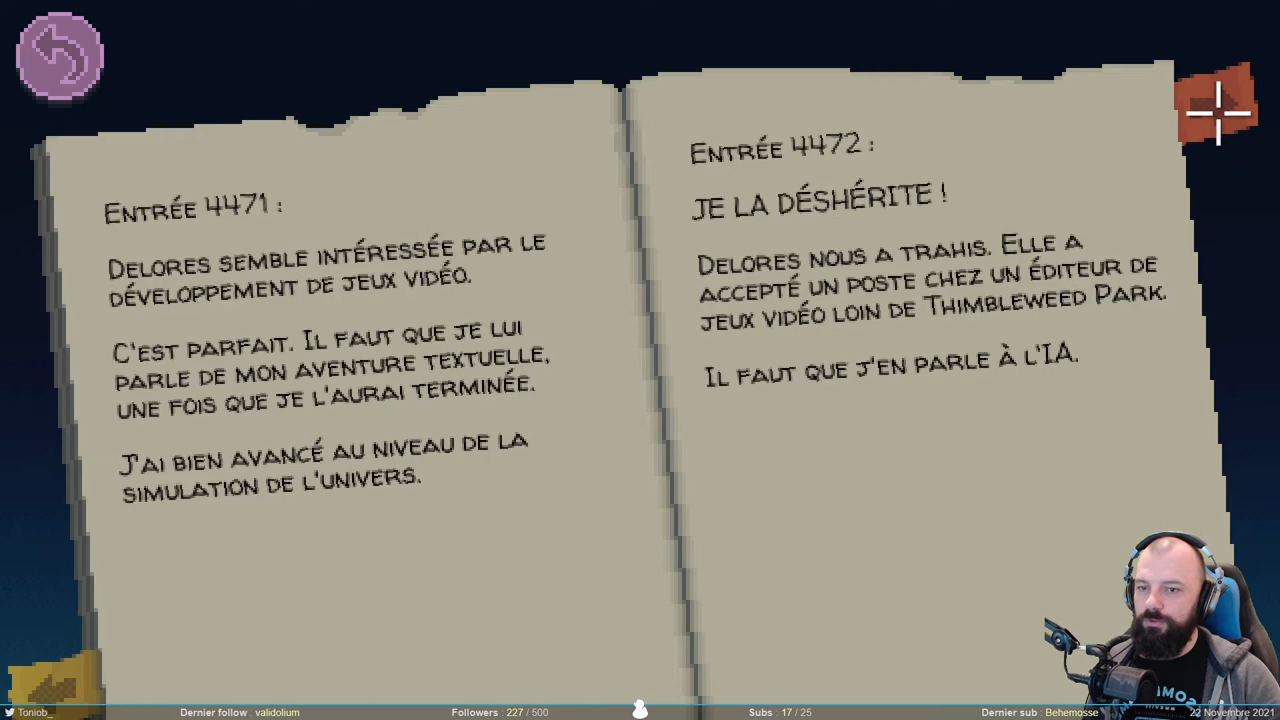 Entrée 4471 :
Delores semble intéressée par le
développement de jeux vidéo.
C'est parfait. Il faut que je lui
parle de mon aventure textuelle,
une fois que je l'aurai terminée.
J'ai bien avancé au niveau de la
simulation de l'univers.
Entrée 4472 :
JE LA DÉSHÉRITE !
Delores nous a trahis. Elle a
accepté un poste chez un éditeur de
jeux vidéo loin de Thimbleweed Park.
Il faut que j'en parle à l'IA.
Toniob_
Dernier follow : validolium
Followers : 227 / 500
Subs : 17 / 25
Dernier sub : Behemosse
22 Novembre 2021